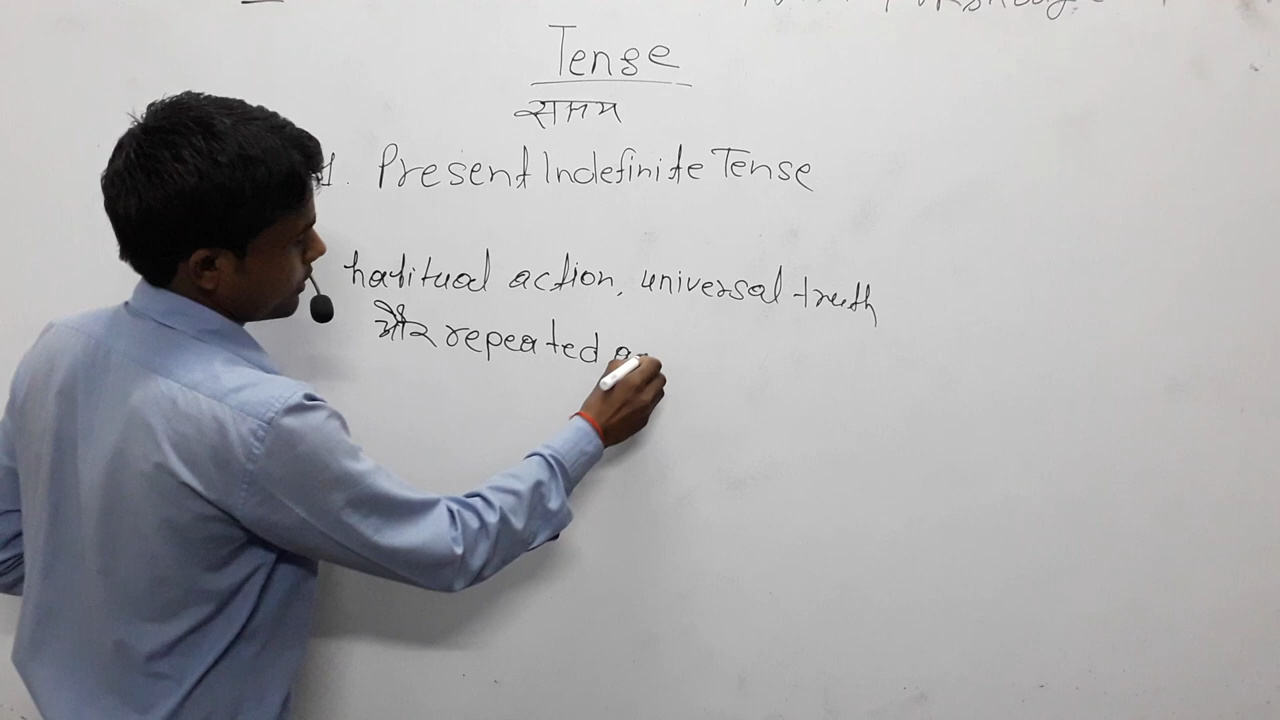 Tense
समय
1. Present Indefinite Tense
habitual action, universal truth
और repeated